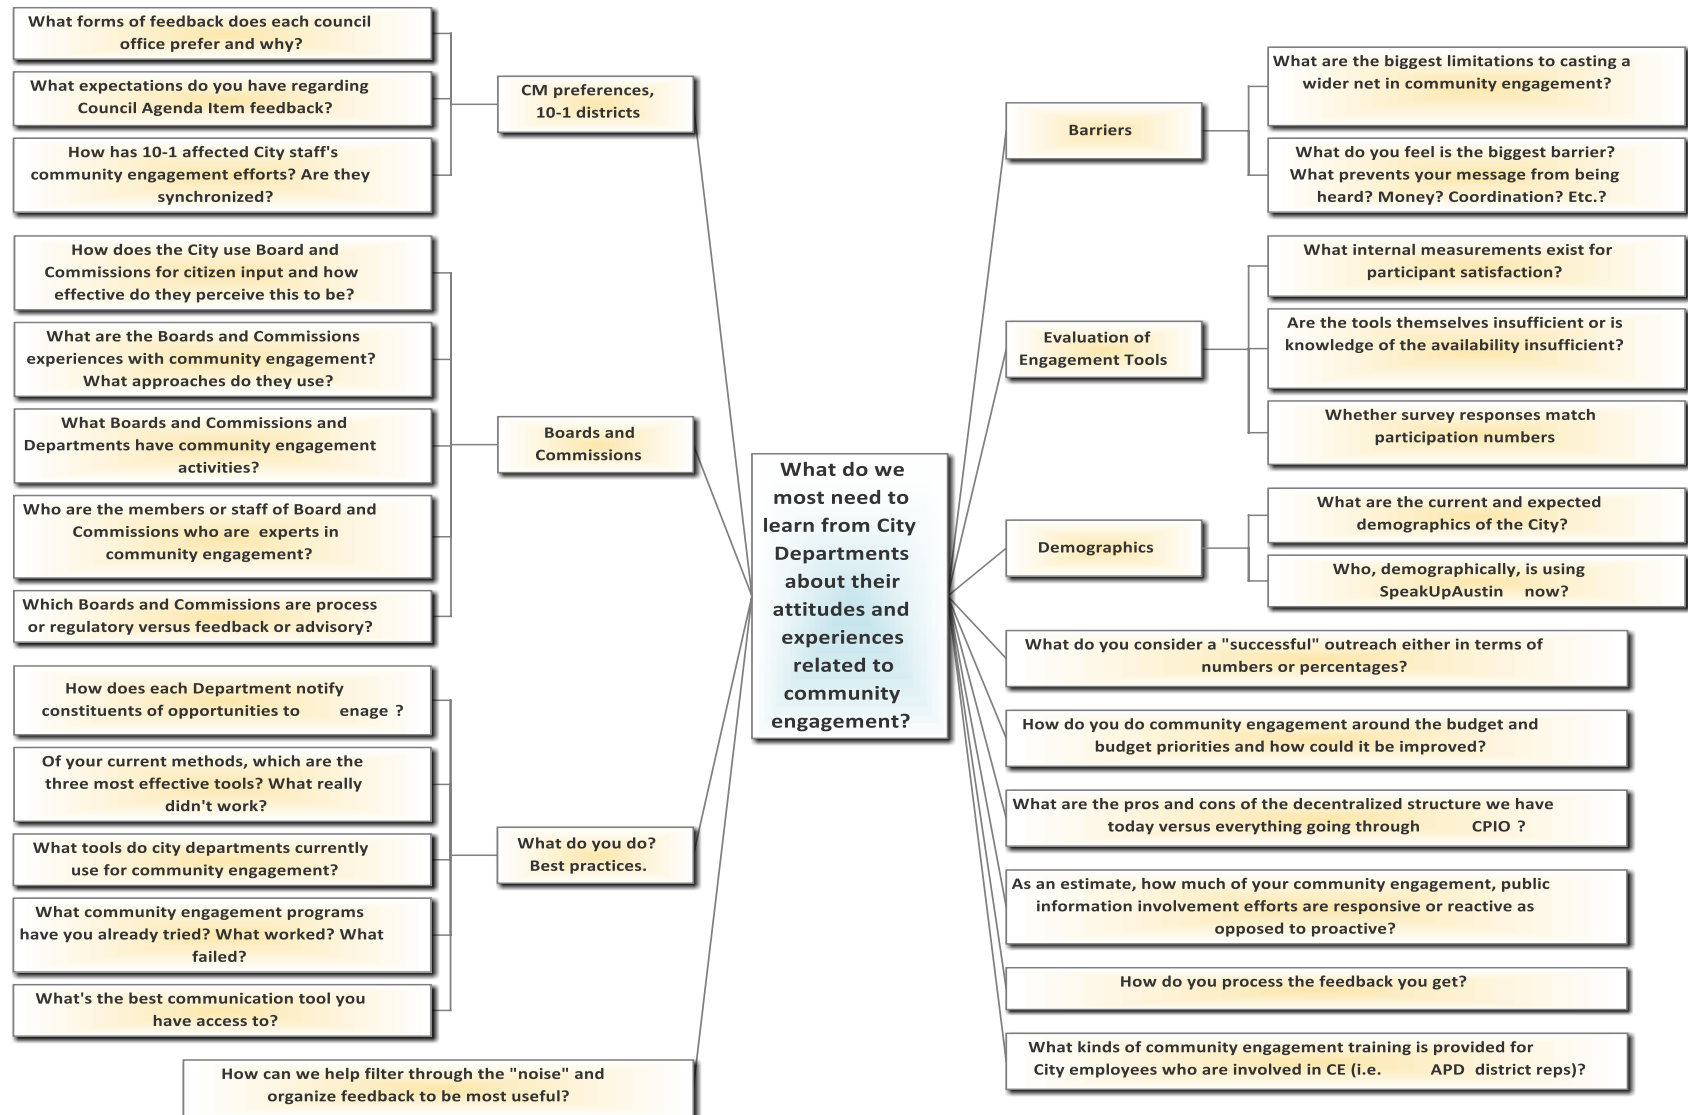 What forms of feedback does each council
office prefer and why?
What expectations do you have regarding
Council Agenda Item feedback?
How has 10-1 affected City staff's
community engagement efforts? Are they
synchronized?
CM preferences,
10-1 districts
How does the City use Board and
Commissions for citizen input and how
effective do they perceive this to be?
What are the Boards and Commissions
experiences with community engagement?
What approaches do they use?
What Boards and Commissions and
Departments have community engagement
activities?
Who are the members or staff of Board and
Commissions who are experts in
community engagement?
Which Boards and Commissions are process
or regulatory versus feedback or advisory?
Boards and
Commissions
How does each Department notify
constituents of opportunities to enage ?
Of your current methods, which are the
three most effective tools? What really
didn't work?
What tools do city departments currently
use for community engagement?
What community engagement programs
have you already tried? What worked? What
failed?
What's the best communication tool you
have access to?
What do you do?
Best practices.
How can we help filter through the "noise" and
organize feedback to be most useful?
What do we
most need to
learn from City
Departments
about their
attitudes and
experiences
related to
community
engagement?
Barriers
What are the biggest limitations to casting a
wider net in community engagement?
What do you feel is the biggest barrier?
What prevents your message from being
heard? Money? Coordination? Etc.?
Evaluation of
Engagement Tools
What internal measurements exist for
participant satisfaction?
Are the tools themselves insufficient or is
knowledge of the availability insufficient?
Whether survey responses match
participation numbers
Demographics
What are the current and expected
demographics of the City?
Who, demographically, is using
SpeakUpAustin now?
What do you consider a "successful" outreach either in terms of
numbers or percentages?
How do you do community engagement around the budget and
budget priorities and how could it be improved?
What are the pros and cons of the decentralized structure we have
today versus everything going through CPIO ?
As an estimate, how much of your community engagement, public
information involvement efforts are responsive or reactive as
opposed to proactive?
How do you process the feedback you get?
What kinds of community engagement training is provided for
City employees who are involved in CE (i.e. APD district reps)?